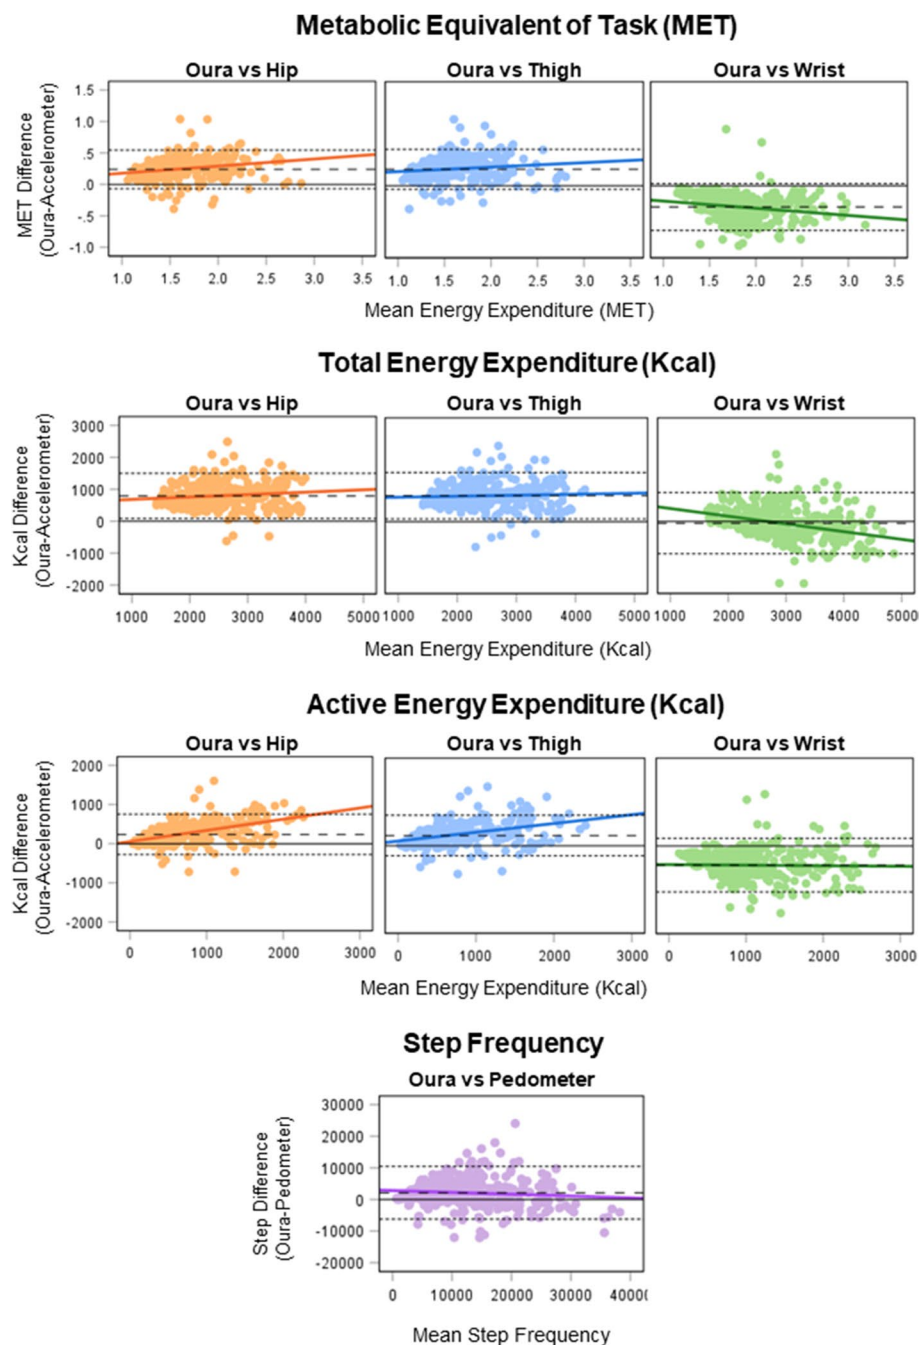 Metabolic Equivalent of Task (MET)
Oura vs Hip
Oura vs Thigh
Oura vs Wrist
MET Difference
(Oura-Accelerometer)
1.5
1.0
.5
.0
-.5
-1.0
1.0 1.5 2.0 2.5 3.0 3.5
1.0 1.5 2.0 2.5 3.0 3.5
1.0 1.5 2.0 2.5 3.0 3.5
Mean Energy Expenditure (MET)
Total Energy Expenditure (Kcal)
Oura vs Hip
Oura vs Thigh
Oura vs Wrist
Kcal Difference
(Oura-Accelerometer)
3000
2000
1000
0
-1000
-2000
1000 2000 3000 4000 5000
1000 2000 3000 4000 5000
1000 2000 3000 4000 5000
Mean Energy Expenditure (Kcal)
Active Energy Expenditure (Kcal)
Oura vs Hip
Oura vs Thigh
Oura vs Wrist
Kcal Difference
(Oura-Accelerometer)
2000
1000
0
-1000
-2000
0 1000 2000 3000
0 1000 2000 3000
0 1000 2000 3000
Mean Energy Expenditure (Kcal)
Step Frequency
Oura vs Pedometer
Step Difference
(Oura-Pedometer)
30000
20000
10000
0
-10000
-20000
0 10000 20000 30000 4000(
Mean Step Frequency